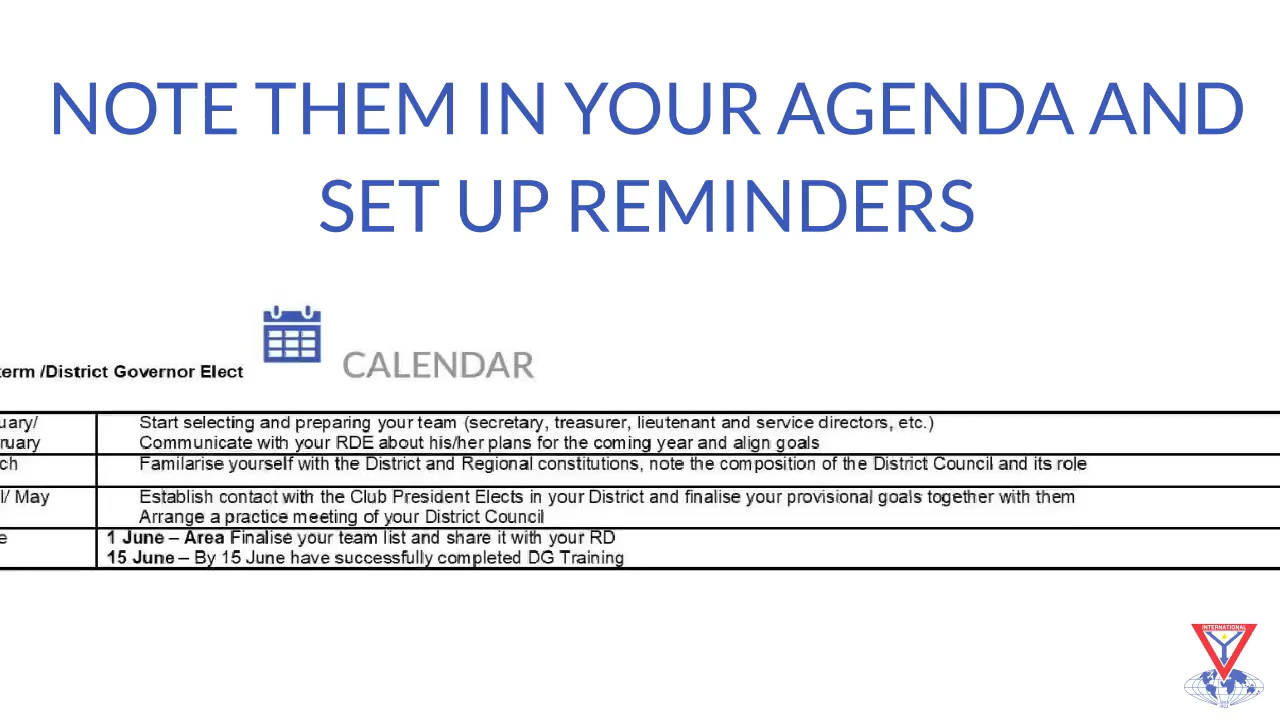 NOTE THEM IN YOUR AGENDA AND
SET UP REMINDERS
CALENDAR
term /District Governor Elect
uary/ Start selecting and preparing your team (secretary, treasurer, lieutenant and service directors, etc.)
ruary Communicate with your RDE about his/her plans for the coming year and align goals
ch Familarise yourself with the District and Regional constitutions, note the composition of the District Council and its role
l/ May Establish contact with the Club President Elects in your District and finalise your provisional goals together with them
Arrange a practice meeting of your District Council
e 1 June – Area Finalise your team list and share it with your RD
15 June – By 15 June have successfully completed DG Training
INTERNATIONAL